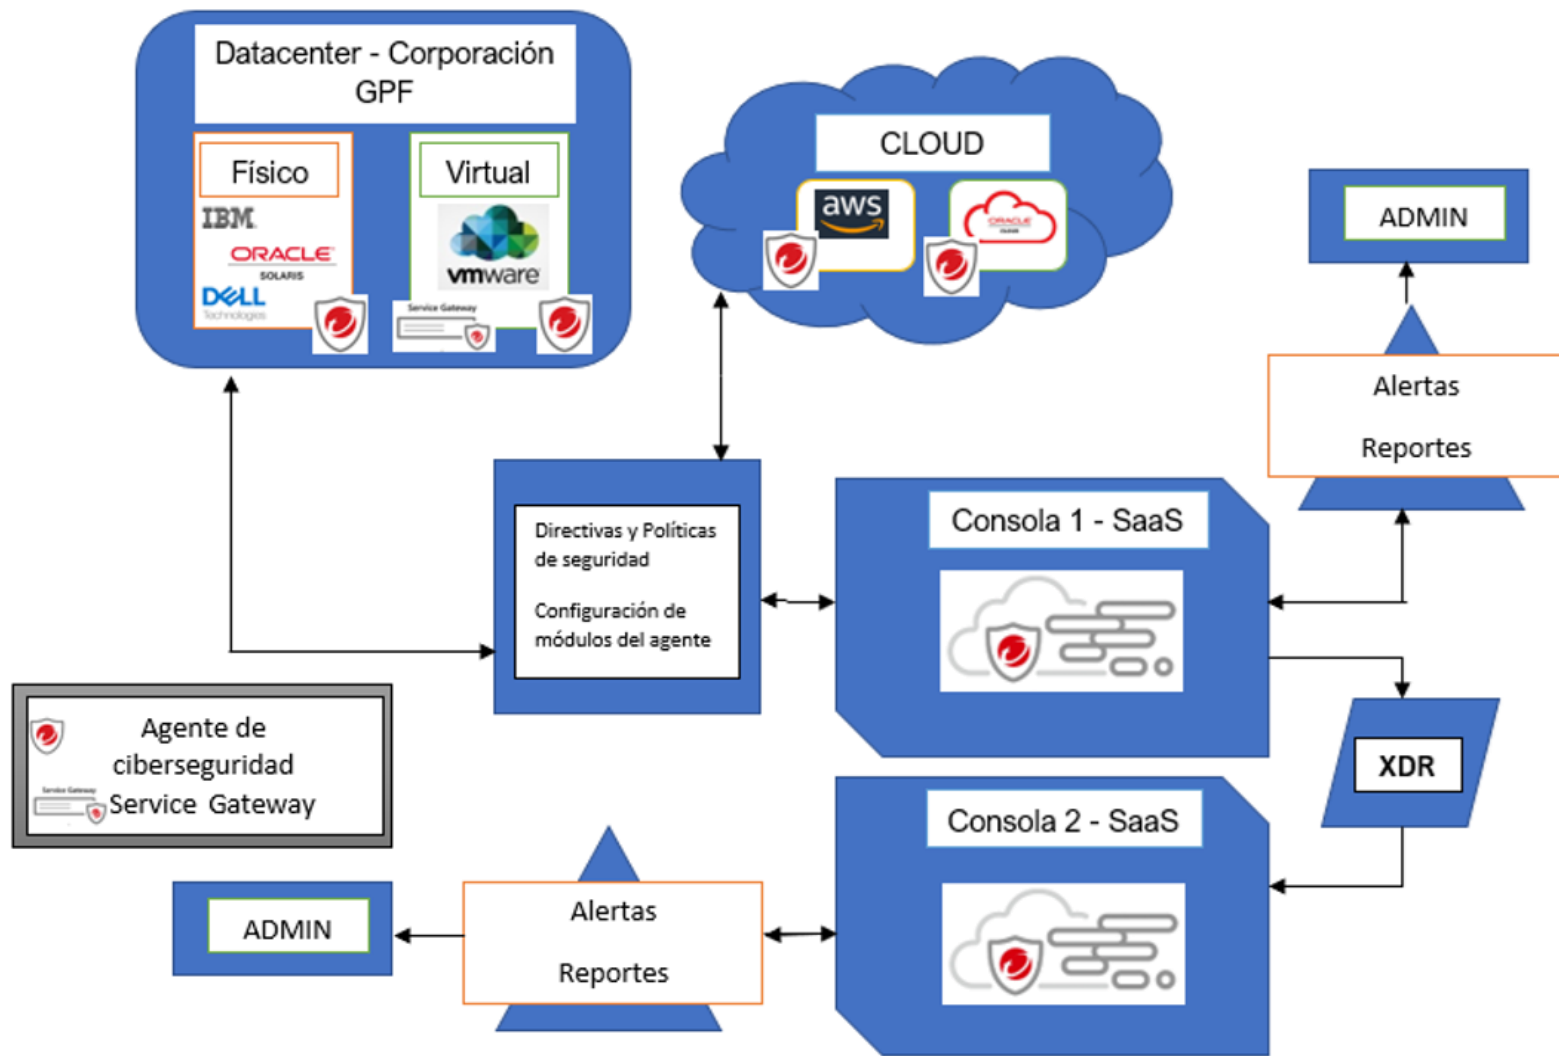 Datacenter - Corporación
GPF
Físico
IBM
ORACLE
SOLARIS
DELL
Technologies
Virtual
vmware
Service Gateway
CLOUD
aws
ORACLE
CLOUD
ADMIN
Alertas
Reportes
Directivas y Políticas
de seguridad
Configuración de
módulos del agente
Consola 1 - SaaS
XDR
Agente de
ciberseguridad
Service Gateway
Service Gateway
Consola 2 - SaaS
Alertas
Reportes
ADMIN